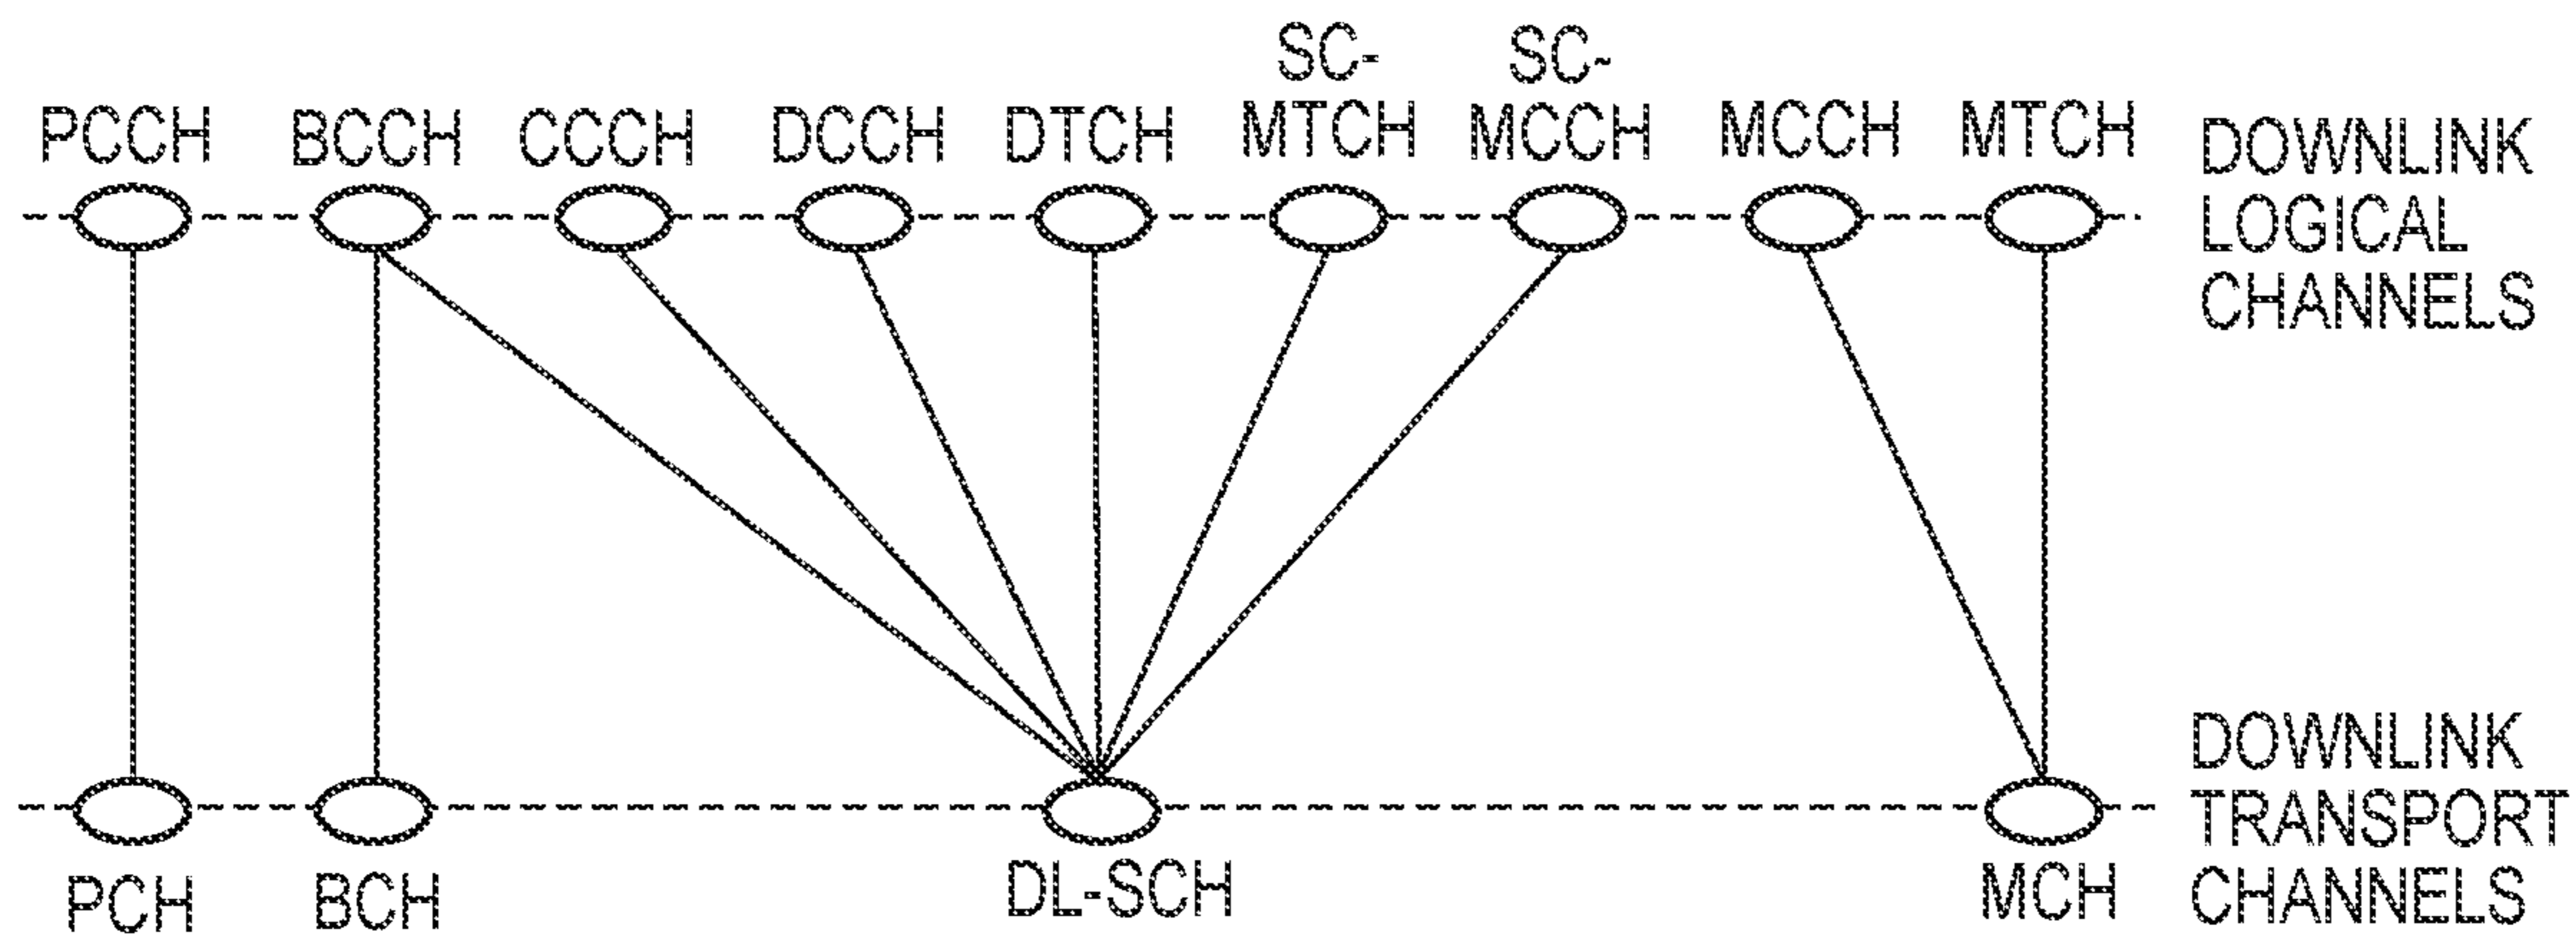 PCCH BCCH CCCH DCCH DTCH SC-
MTCH SC-
MCCH MCCH MTCH
DOWNLINK
LOGICAL
CHANNELS
DOWNLINK
TRANSPORT
CHANNELS
PCH BCH DL-SCH MCH